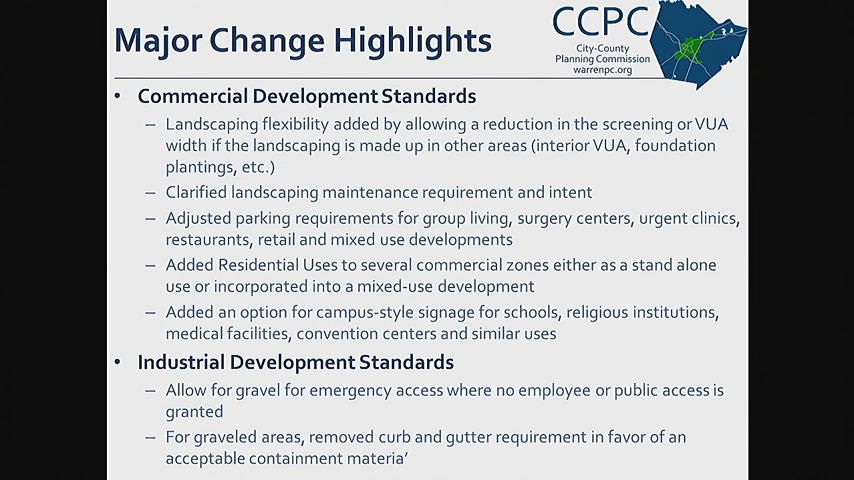 Major Change Highlights
CCPC
City-County
Planning Commission
warrenpc.org
• Commercial Development Standards
– Landscaping flexibility added by allowing a reduction in the screening or VUA
width if the landscaping is made up in other areas (interior VUA, foundation
plantings, etc.)
– Clarified landscaping maintenance requirement and intent
– Adjusted parking requirements for group living, surgery centers, urgent clinics,
restaurants, retail and mixed use developments
– Added Residential Uses to several commercial zones either as a stand alone
use or incorporated into a mixed-use development
– Added an option for campus-style signage for schools, religious institutions,
medical facilities, convention centers and similar uses
• Industrial Development Standards
– Allow for gravel for emergency access where no employee or public access is
granted
– For graveled areas, removed curb and gutter requirement in favor of an
acceptable containment materia’